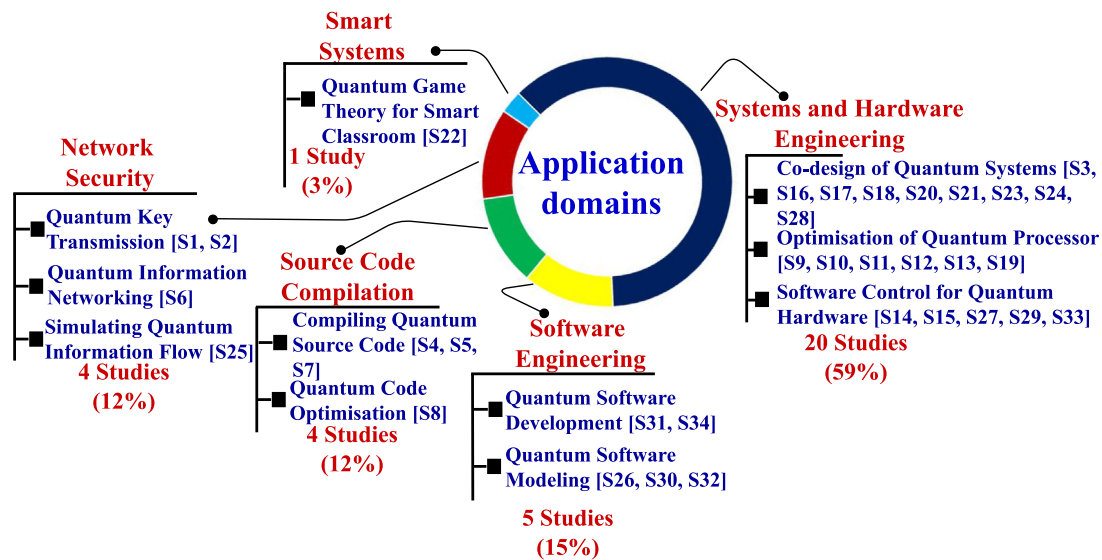 Smart
Systems
Quantum Game
Theory for Smart
Classroom [S22]
1 Study
(3%)
Network
Security
Quantum Key
Transmission [S1, S2]
Quantum Information
Networking [S6]
Simulating Quantum
Information Flow [S25]
4 Studies
(12%)
Source Code
Compilation
Compiling Quantum
Source Code [S4, S5,
S7]
Quantum Code
Optimisation [S8]
4 Studies
(12%)
Application
domains
Software
Engineering
Quantum Software
Development [S31, S34]
Quantum Software
Modeling [S26, S30, S32]
5 Studies
(15%)
Systems and Hardware
Engineering
Co-design of Quantum Systems [S3,
S16, S17, S18, S20, S21, S23, S24,
S28]
Optimisation of Quantum Processor
[S9, S10, S11, S12, S13, S19]
Software Control for Quantum
Hardware [S14, S15, S27, S29, S33]
20 Studies
(59%)